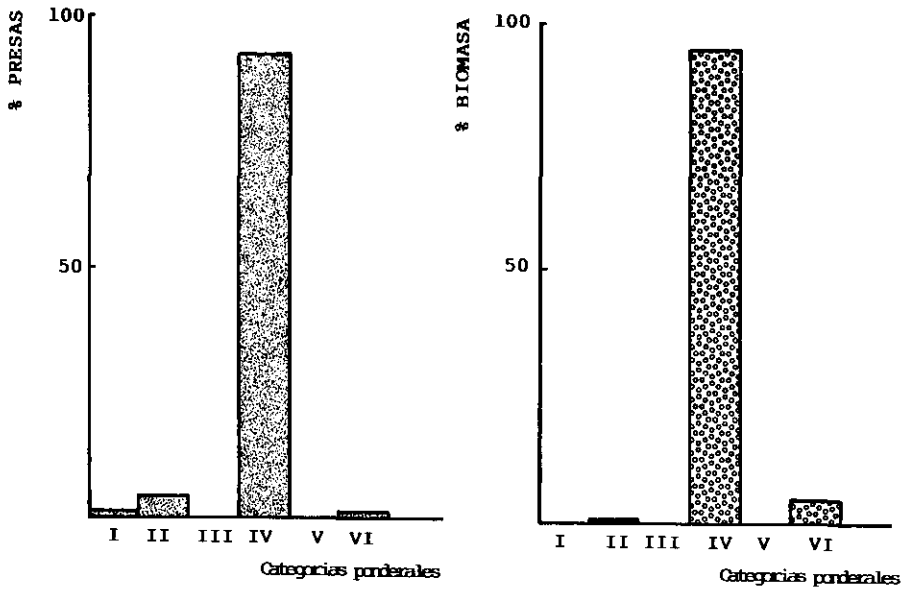 100
% PRESAS
50
I II III IV V VI
Categorias ponderales
100
% BIOMASA
50
I II III IV V VI
Categorias ponderales